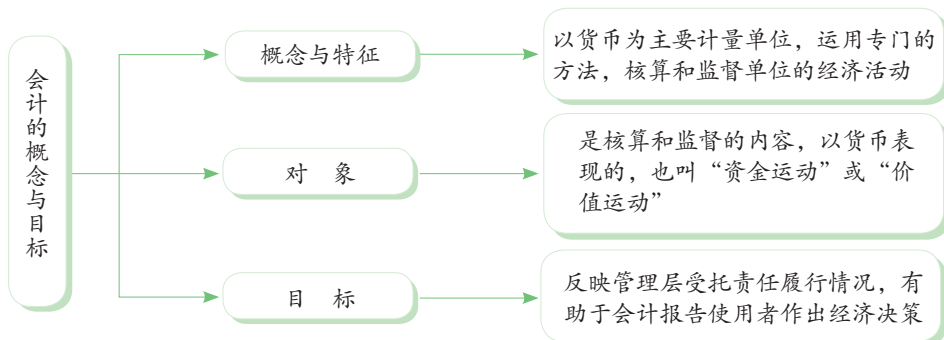 会计的概念与目标
概念与特征
以货币为主要计量单位，运用专门的
方法，核算和监督单位的经济活动
对　象
是核算和监督的内容，以货币表
现的，也叫“资金运动”或“价
值运动”
目　标
反映管理层受托责任履行情况，有
助于会计报告使用者作出经济决策